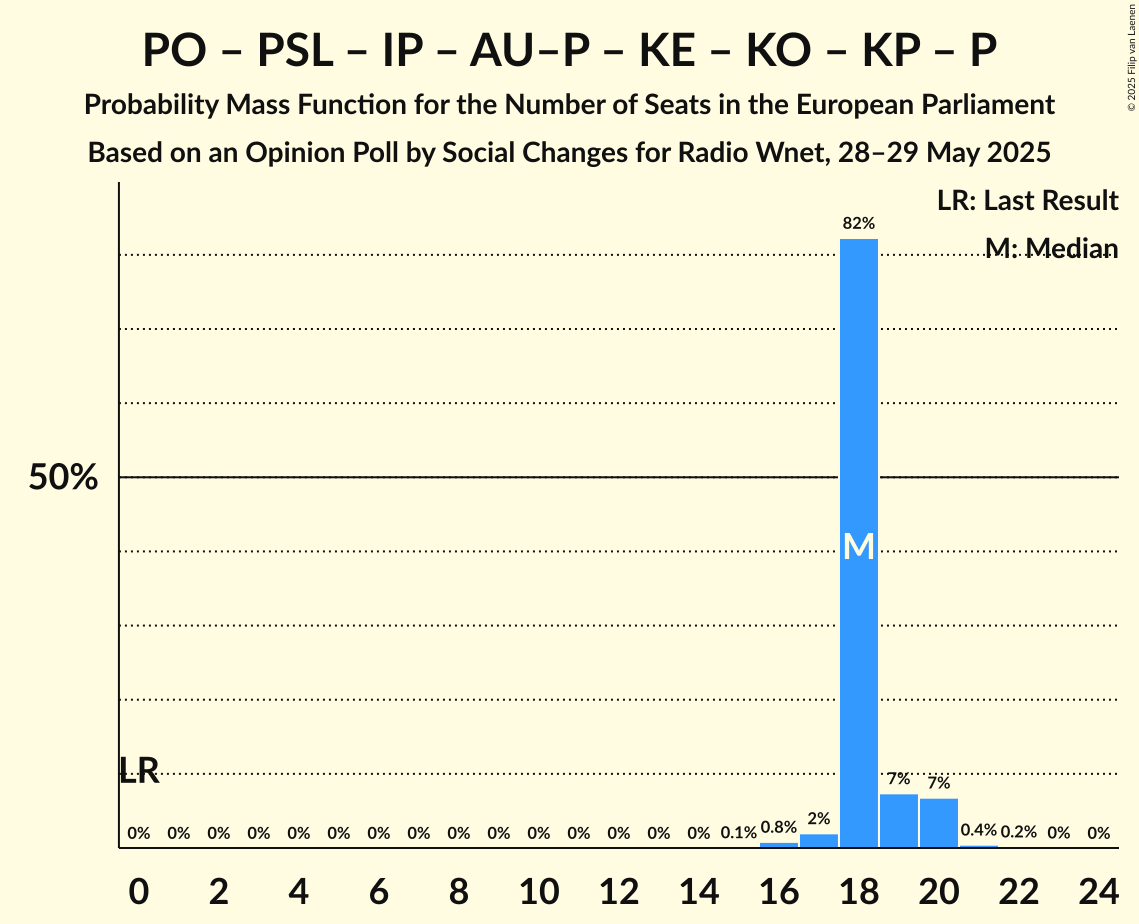 PO – PSL – IP – AU–P – KE – KO – KP – P
Probability Mass Function for the Number of Seats in the European Parliament
Based on an Opinion Poll by Social Changes for Radio Wnet, 28–29 May 2025
© 2025 Filip van Laenen
LR: Last Result
M: Median
82%
50%
M
LR
0% 0% 0% 0% 0% 0% 0% 0% 0% 0% 0% 0% 0% 0% 0% 0.1% 0.8% 2% 7% 7% 0.4% 0.2% 0% 0%
0 2 4 6 8 10 12 14 16 18 20 22 24